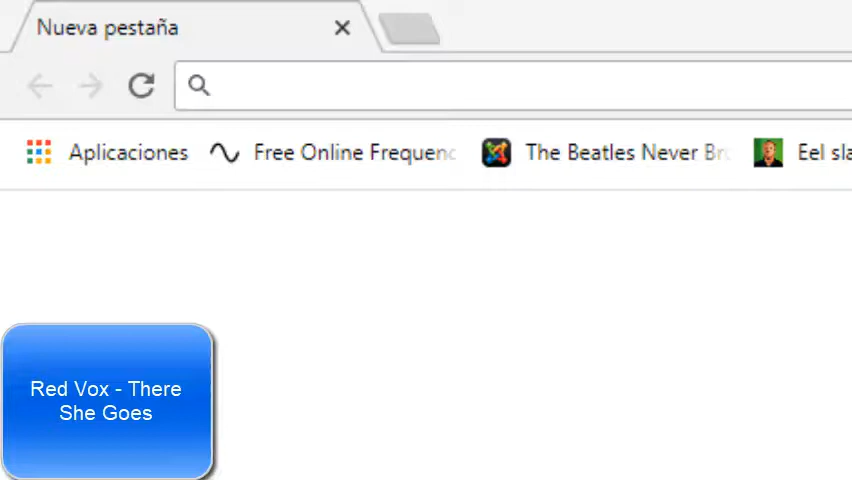 Nueva pestaña
Aplicaciones Free Online Frequenc The Beatles Never Br Eel sla
Red Vox - There
She Goes